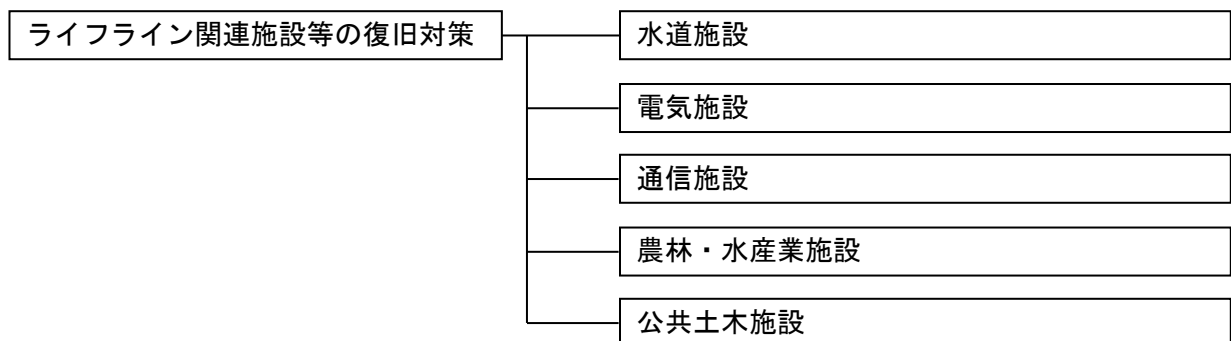 ライフライン関連施設等の復旧対策
水道施設
電気施設
通信施設
農林・水産業施設
公共土木施設